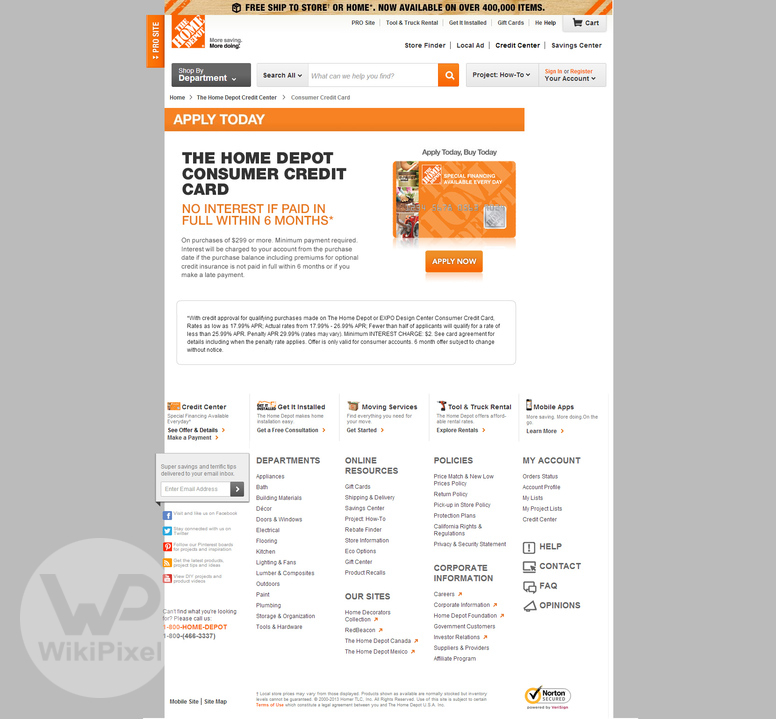 FREE SHIP TO STORE† OR HOME*. NOW AVAILABLE ON OVER 400,000 ITEMS.
PRO SITE
THE HOME DEPOT
More saving.
More doing.
PRO Site
Tool & Truck Rental
Get It Installed
Gift Cards
He Help
Cart
Store Finder
Local Ad
Credit Center
Savings Center
Shop By
Department
Search All
What can we help you find?
Project: How-To
Sign In or Register
Your Account
Home > The Home Depot Credit Center > Consumer Credit Card
APPLY TODAY
THE HOME DEPOT
CONSUMER CREDIT
CARD
NO INTEREST IF PAID IN
FULL WITHIN 6 MONTHS*
On purchases of $299 or more. Minimum payment required.
Interest will be charged to your account from the purchase
date if the purchase balance including premiums for optional
credit insurance is not paid in full within 6 months or if you
make a late payment.
Apply Today, Buy Today
THE HOME DEPOT
SPECIAL FINANCING
AVAILABLE EVERY DAY
APPLY NOW
*With credit approval for qualifying purchases made on The Home Depot or EXPO Design Center Consumer Credit Card,
Rates as low as 17.99% APR; Actual rates from 17.99% - 26.99% APR; Fewer than half of applicants will qualify for a rate of
less than 25.99% APR. Penalty APR 29.99% (rates may vary). Minimum INTEREST CHARGE: $2. See card agreement for
details including when the penalty rate applies. Offer is only valid for consumer accounts. 6 month offer subject to change
without notice.
Credit Center
Special Financing Available
Everyday*
See Offer & Details
Make a Payment
GET IT INSTALLED
Get It Installed
The Home Depot makes home
installation easy.
Get a Free Consultation
Moving Services
Find everything you need for
your move.
Get Started
Tool & Truck Rental
The Home Depot offers afford-
able rental rates.
Explore Rentals
Mobile Apps
More saving. More doing On the
go.
Learn More
Super savings and terrific tips
delivered to your email inbox.
Enter Email Address
Visit and like us on Facebook
Stay connected with us on
Twitter
Follow our Pinterest boards
for projects and inspiration
Get the latest products,
project tips and ideas
View DIY projects and
product videos
Can't find what you're looking
for? Please call us:
1-800-HOME-DEPOT
1-800-(466-3337)
DEPARTMENTS
Appliances
Bath
Building Materials
Décor
Doors & Windows
Electrical
Flooring
Kitchen
Lighting & Fans
Lumber & Composites
Outdoors
Paint
Plumbing
Storage & Organization
Tools & Hardware
ONLINE
RESOURCES
Gift Cards
Shipping & Delivery
Savings Center
Project: How-To
Rebate Finder
Store Information
Eco Options
Gift Center
Product Recalls
OUR SITES
Home Decorators
Collection
RedBeacon
The Home Depot Canada
The Home Depot Mexico
POLICIES
Price Match & New Low
Prices Policy
Return Policy
Pick-up in Store Policy
Protection Plans
California Rights &
Regulations
Privacy & Security Statement
CORPORATE
INFORMATION
Careers
Corporate Information
Home Depot Foundation
Government Customers
Investor Relations
Suppliers & Providers
Affiliate Program
MY ACCOUNT
Orders Status
Account Profile
My Lists
My Project Lists
Credit Center
HELP
CONTACT
FAQ
OPINIONS
WP
WikiPixel
Mobile Site | Site Map
† Local store prices may vary from those displayed. Products shown as available are normally stocked but inventory
levels cannot be guaranteed. © 2000-2013 Homer TLC, Inc. All Rights Reserved. Use of this site is subject to certain
Terms of Use which constitute a legal agreement between you and The Home Depot U.S.A. Inc.
Norton
SECURED
powered by VeriSign